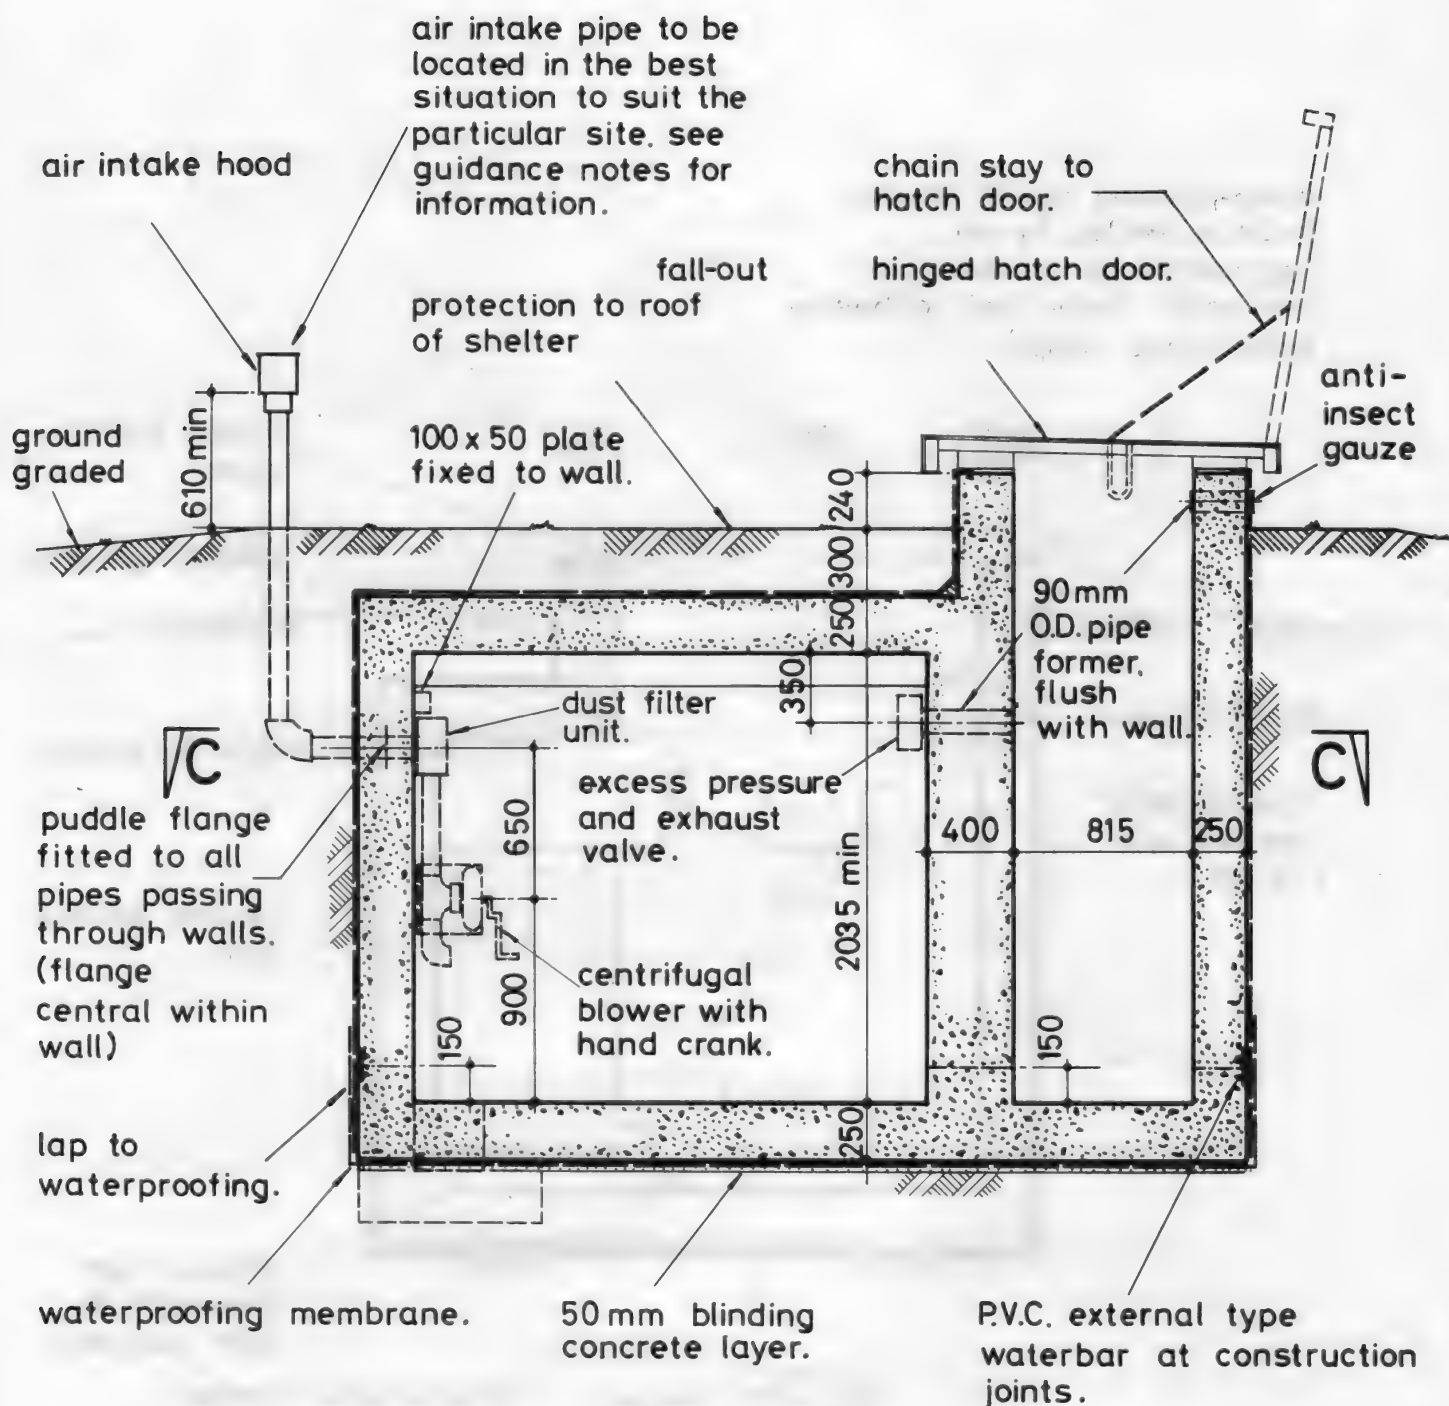 air intake pipe to be
located in the best
situation to suit the
particular site. see
guidance notes for
information.
air intake hood
chain stay to
hatch door.
fall-out
protection to roof
of shelter
hinged hatch door.
anti-
insect
gauze
ground
graded
610 min
100 x 50 plate
fixed to wall.
240
300
250
350
90mm
O.D. pipe
former.
flush
with wall.
dust filter
unit.
C
C
excess pressure
and exhaust
valve.
puddle flange
fitted to all
pipes passing
through walls.
(flange
central within
wall)
650
400
815
250
2035 min
900
centrifugal
blower with
hand crank.
150
150
250
lap to
waterproofing.
waterproofing membrane.
50mm blinding
concrete layer.
P.V.C. external type
waterbar at construction
joints.